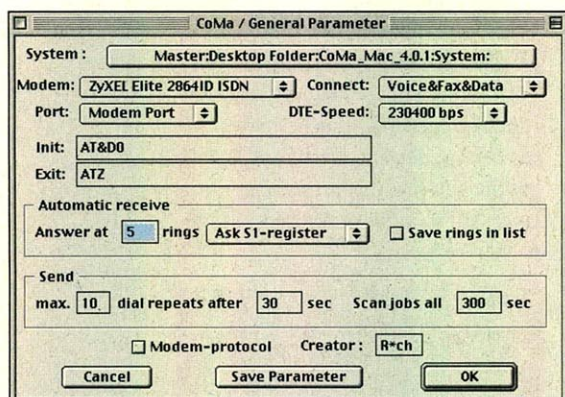 CoMa / General Parameter
System : Master:Desktop Folder:CoMa_Mac_4.0.1:System:
Modem: ZyXEL Elite 2864ID ISDN Connect: Voice&Fax&Data
Port: Modem Port DTE-Speed: 230400 bps
Init: AT&D0
Exit: ATZ
Automatic receive
Answer at 5 rings Ask S1-register Save rings in list
Send
max. 10 dial repeats after 30 sec Scan jobs all 300 sec
Modem-protocol Creator : R*ch
Cancel Save Parameter OK